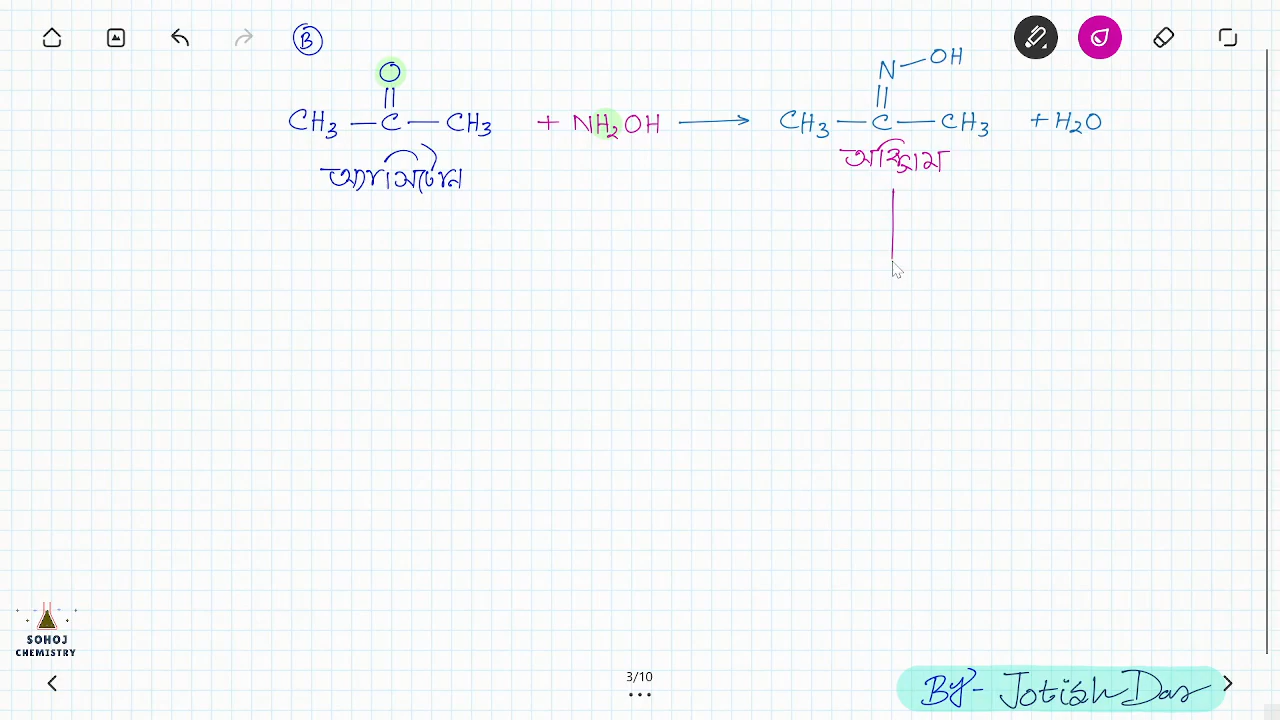 B
O
N — OH
||
||
CH₃ — C — CH₃ + NH₂OH ⟶ CH₃ — C — CH₃ + H₂O
অক্সিম
অ্যাসিটোন
SOHOJ
CHEMISTRY
3/10
By - Jotish Das